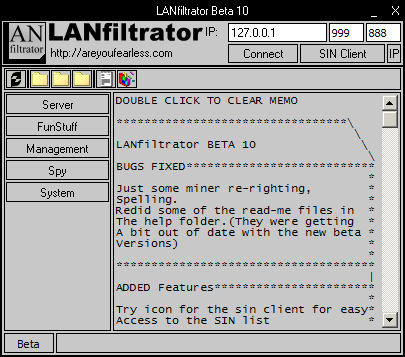 LANfiltrator Beta 10
_ X
AN
filtrator
LANfiltrator IP: 127.0.0.1 999 888
http://areyoufearless.com Connect SIN Client IP
DOUBLE CLICK TO CLEAR MEMO
Server
FunStuff
Management
Spy
System
*********************************\
\
LANfiltrator BETA 10 \
\
BUGS FIXED***************************
*
Just some miner re-righting, *
Spelling. *
Redid some of the read-me files in *
The help folder.(They were getting *
A bit out of date with the new beta *
Versions) *
*
*************************************
|
ADDED Features***********************
*
Try icon for the sin client for easy*
Access to the SIN list *
Beta